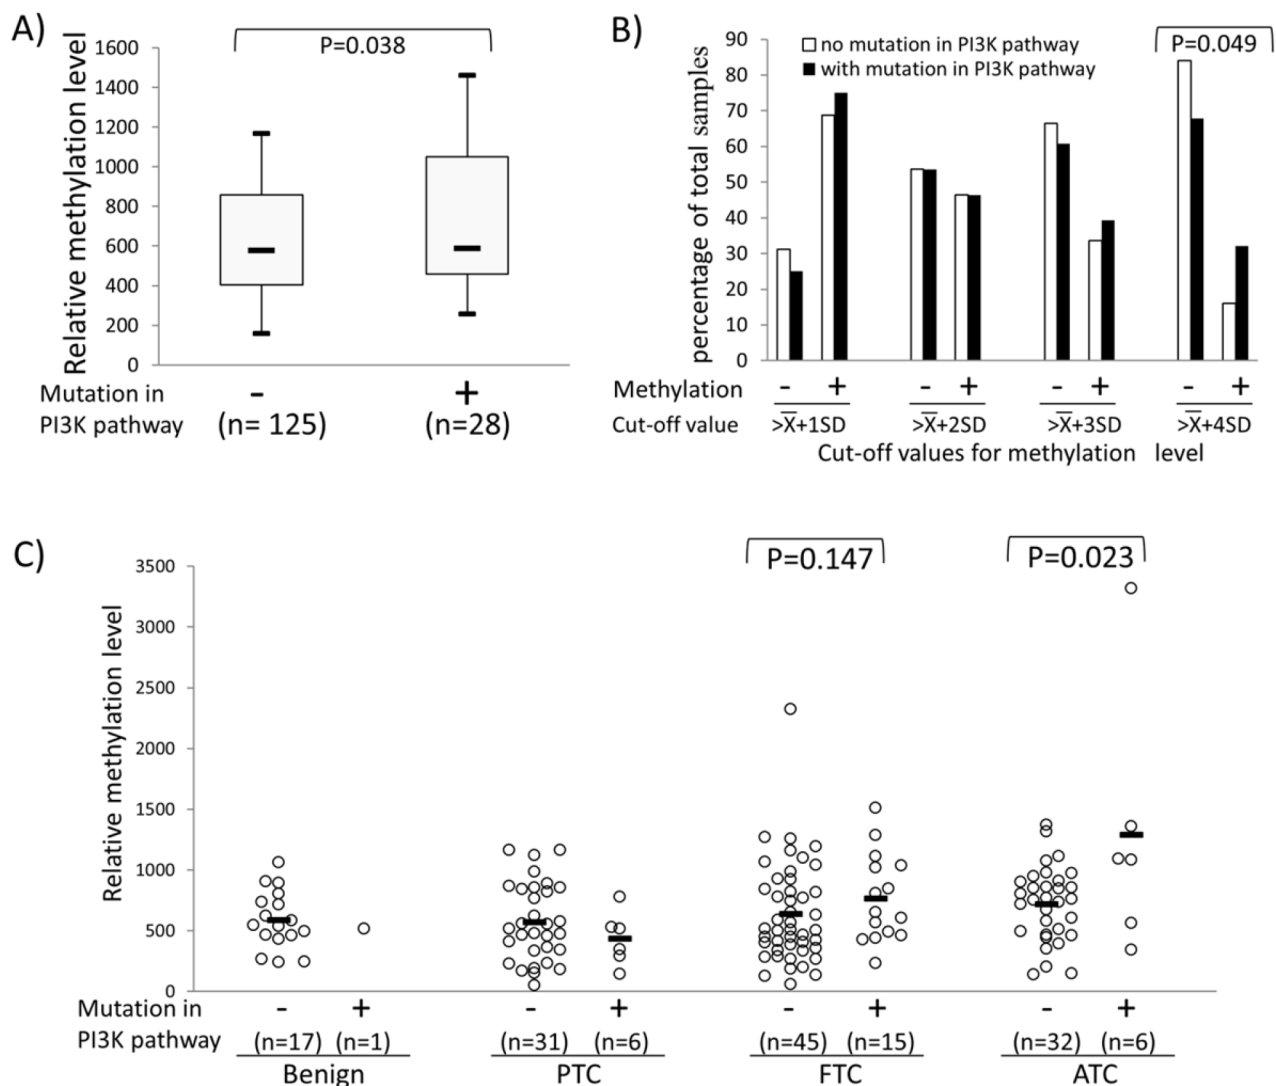 A)
Relative methylation level
1600
1400
1200
1000
800
600
400
200
0
P=0.038
Mutation in - +
PI3K pathway (n= 125) (n=28)
B)
percentage of total samples
90
80
70
60
50
40
30
20
10
0
no mutation in PI3K pathway
with mutation in PI3K pathway
P=0.049
Methylation - + - + - + - +
Cut-off value >X̅+1SD >X̅+2SD >X̅+3SD >X̅+4SD
Cut-off values for methylation level
C)
Relative methylation level
3500
3000
2500
2000
1500
1000
500
0
P=0.147
P=0.023
Mutation in - + - + - + - +
PI3K pathway (n=17) (n=1) (n=31) (n=6) (n=45) (n=15) (n=32) (n=6)
Benign PTC FTC ATC